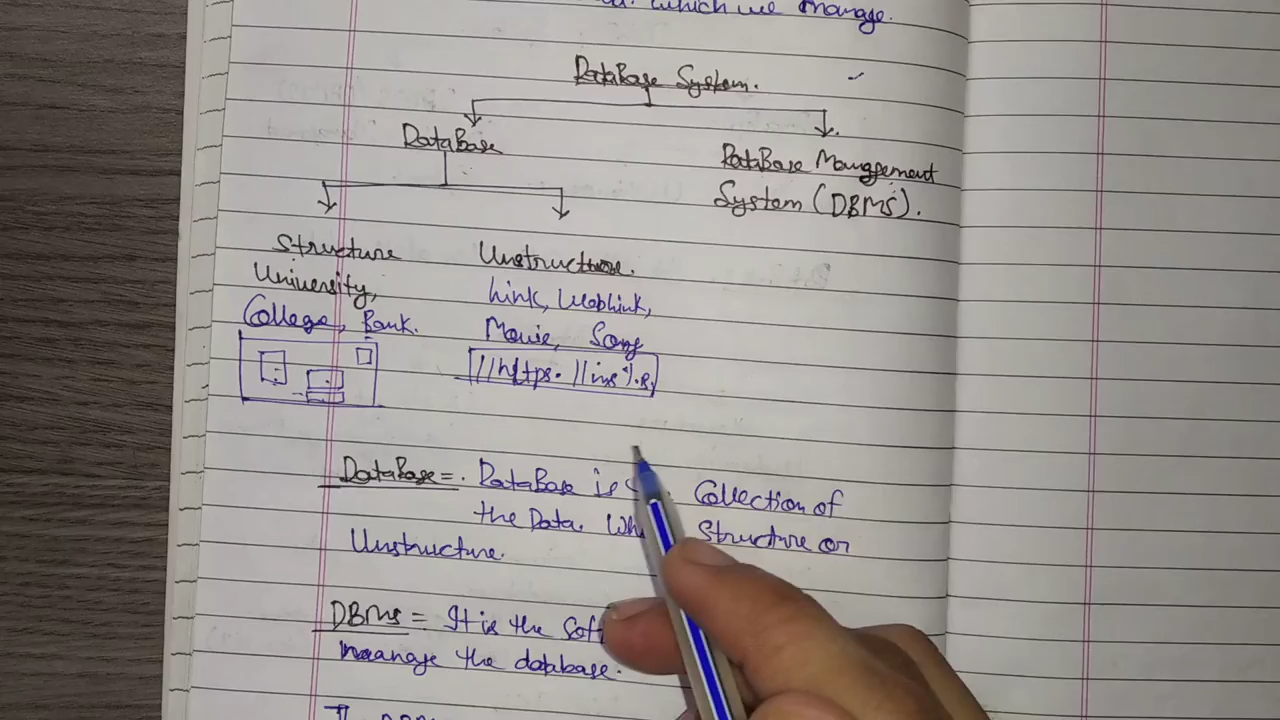 which we manage.
DataBase System.
DataBase
DataBase Management
System (DBMS).
Structure
Unstructure.
University,
Link, Weblink,
College, Bank.
Movie, Song
DataBase =. DataBase is Collection of
the Data. Structure or
Unstructure.
DBMS = It is the
manage the database.